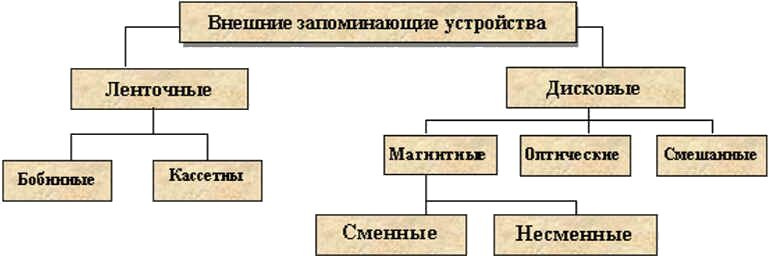 Внешние запоминающие устройства
Ленточные
Дисковые
Бобинные
Кассетны
Магнитные
Оптические
Смешанные
Сменные
Несменные